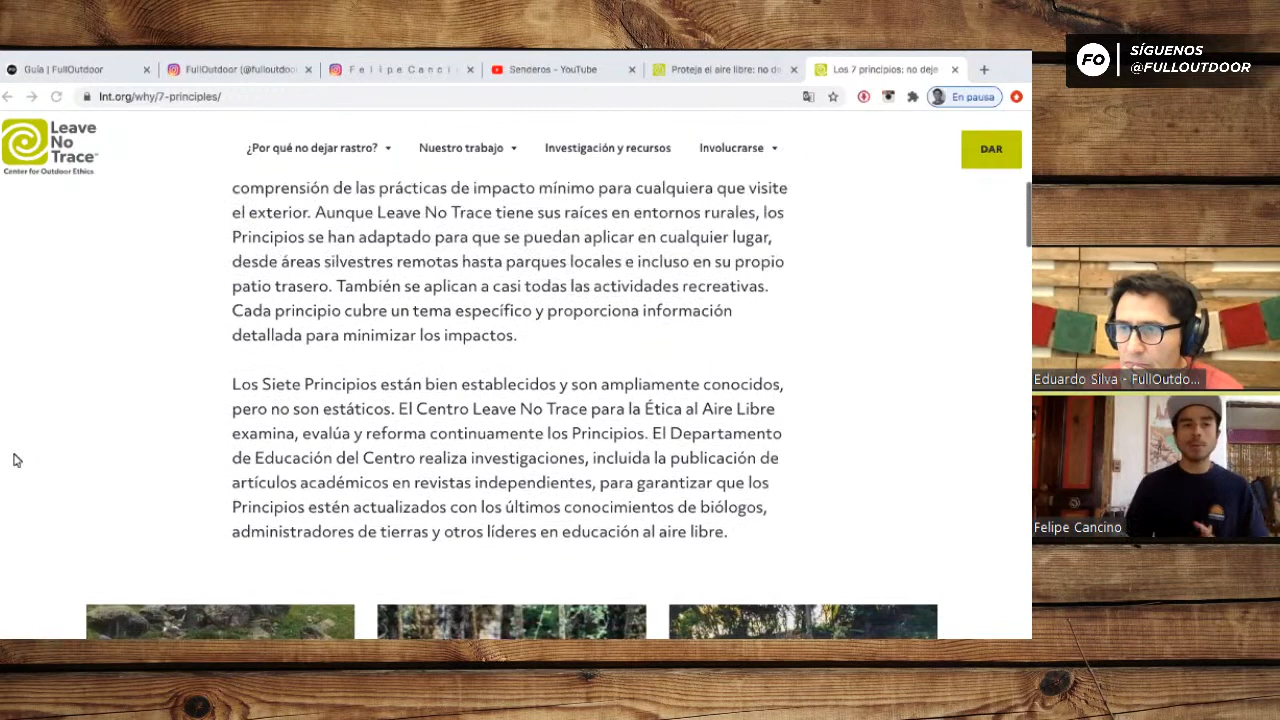 FO
SÍGUENOS
@FULLOUTDOOR
Guía | FullOutdoor
FullOutdoor (@fulloutdo
F e l i p e C a n c i
Senderos - YouTube
Proteja el aire libre: no de
Los 7 principios: no deje
lnt.org/why/7-principles/
En pausa
Leave
No
Trace
Center for Outdoor Ethics
¿Por qué no dejar rastro?
Nuestro trabajo
Investigación y recursos
Involucrarse
DAR
comprensión de las prácticas de impacto mínimo para cualquiera que visite
el exterior. Aunque Leave No Trace tiene sus raíces en entornos rurales, los
Principios se han adaptado para que se puedan aplicar en cualquier lugar,
desde áreas silvestres remotas hasta parques locales e incluso en su propio
patio trasero. También se aplican a casi todas las actividades recreativas.
Cada principio cubre un tema específico y proporciona información
detallada para minimizar los impactos.
Los Siete Principios están bien establecidos y son ampliamente conocidos,
pero no son estáticos. El Centro Leave No Trace para la Ética al Aire Libre
examina, evalúa y reforma continuamente los Principios. El Departamento
de Educación del Centro realiza investigaciones, incluida la publicación de
artículos académicos en revistas independientes, para garantizar que los
Principios estén actualizados con los últimos conocimientos de biólogos,
administradores de tierras y otros líderes en educación al aire libre.
Eduardo Silva - FullOutdo...
Felipe Cancino